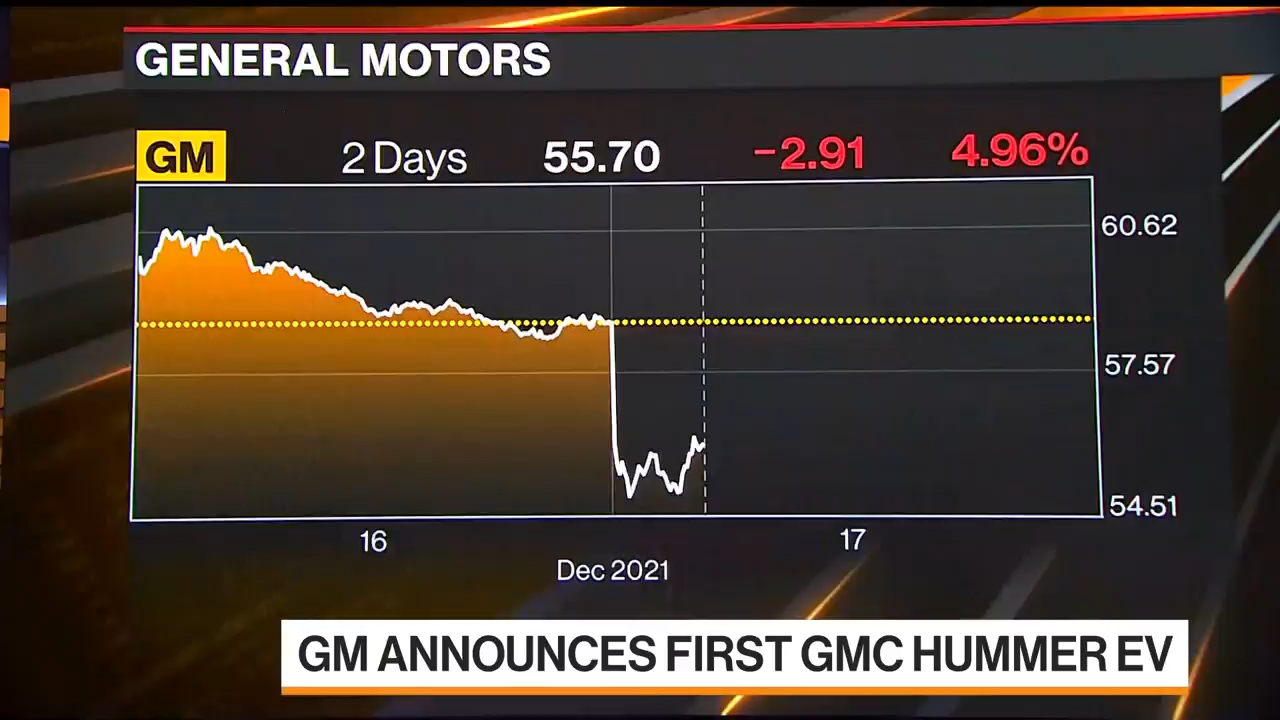 GENERAL MOTORS
GM 2 Days 55.70 -2.91 4.96%
60.62
57.57
54.51
16 17
Dec 2021
GM ANNOUNCES FIRST GMC HUMMER EV